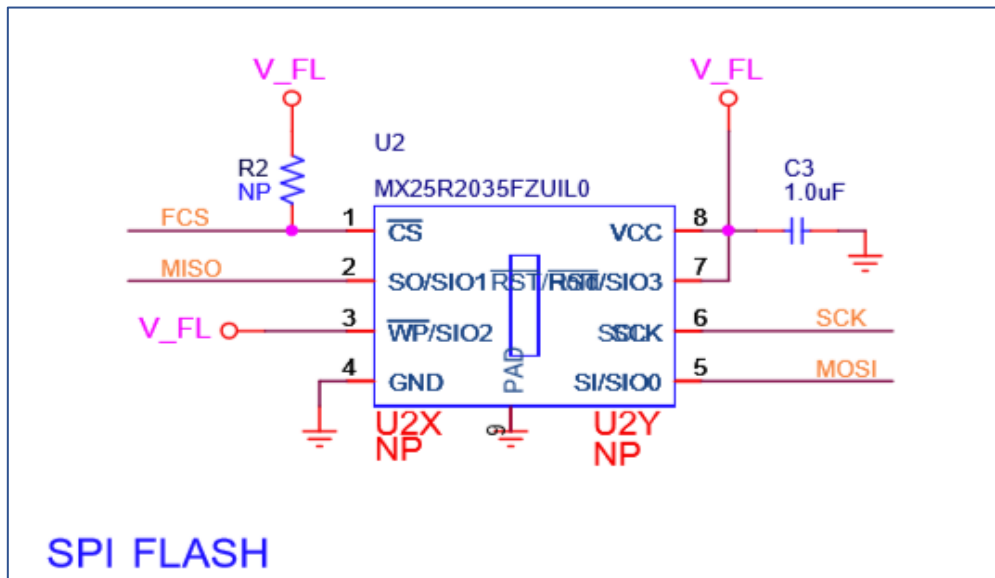 V_FL
V_FL
U2
R2
NP
MX25R2035FZUIL0
C3
1.0uF
FCS
1
CS
VCC
8
MISO
2
SO/SIO1
/SIO3
7
V_FL
3
WP/SIO2
SCK
6
SCK
4
GND
PAD
SI/SIO0
5
MOSI
U2X
NP
9
U2Y
NP
SPI FLASH